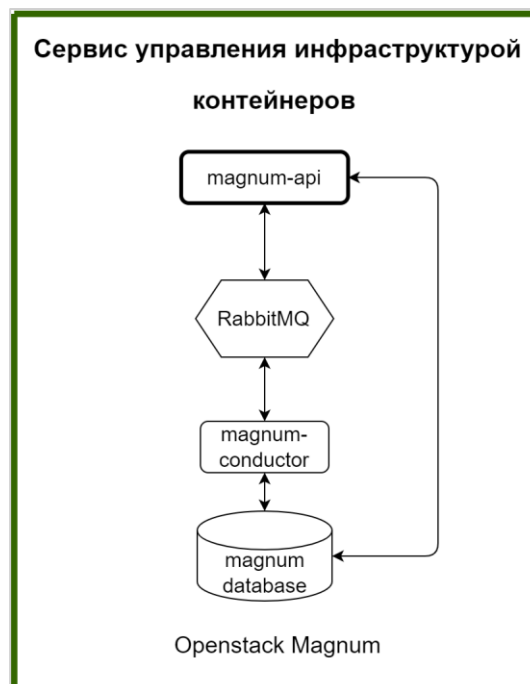 Сервис управления инфраструктурой
контейнеров
magnum-api
RabbitMQ
magnum-
conductor
magnum
database
Openstack Magnum